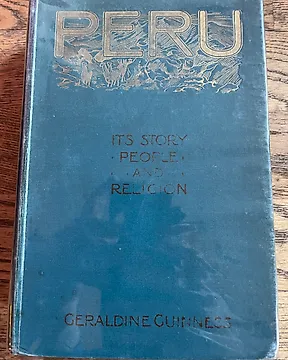 PERU
ITS STORY
· PEOPLE ·
· · AND · ·
RELIGION
GERALDINE GUINNESS